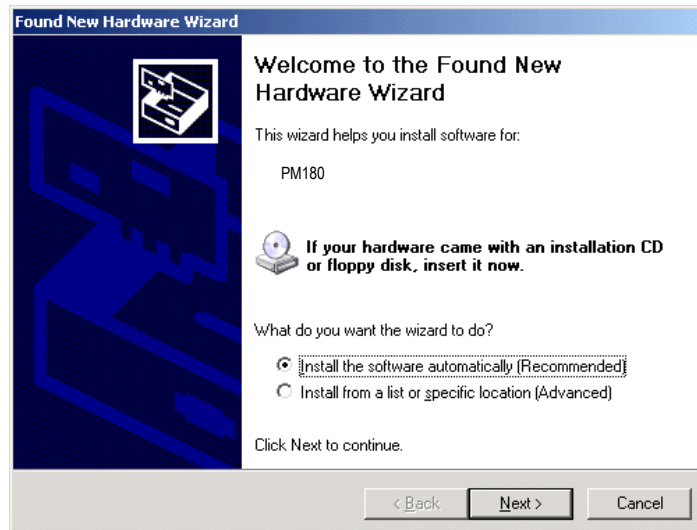 Found New Hardware Wizard
Welcome to the Found New
Hardware Wizard
This wizard helps you install software for:
PM180
If your hardware came with an installation CD
or floppy disk, insert it now.
What do you want the wizard to do?
Install the software automatically (Recommended)
Install from a list or specific location (Advanced)
Click Next to continue.
< Back
Next >
Cancel